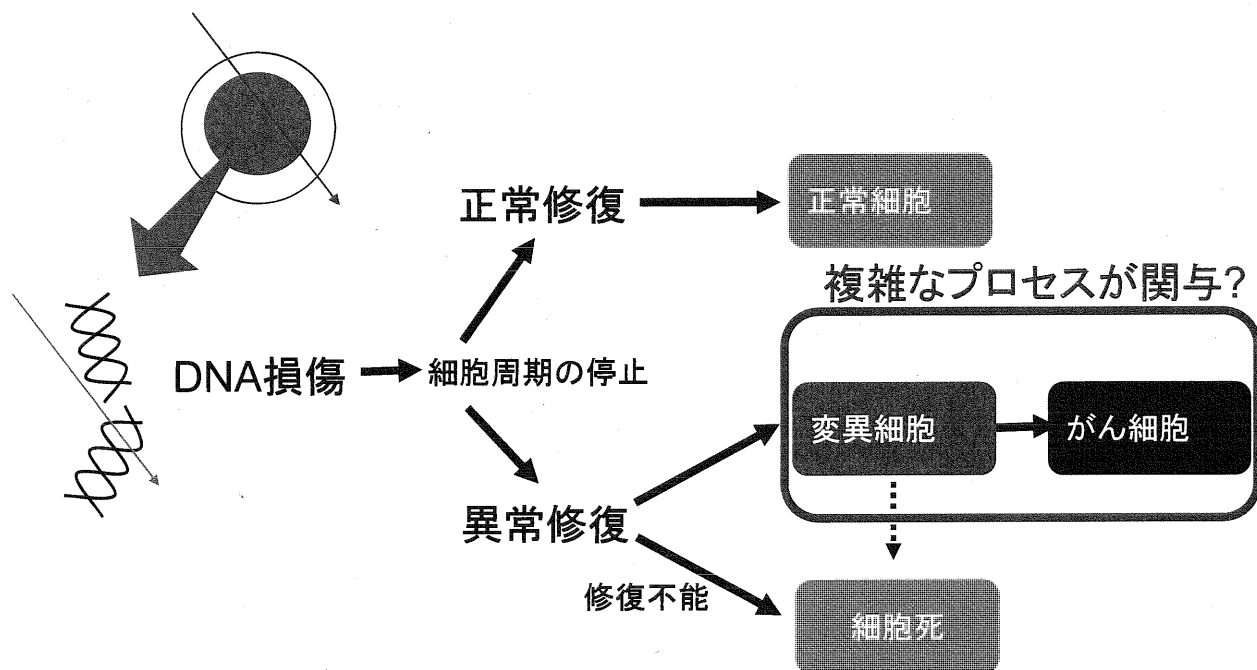 正常修復
正常細胞
複雑なプロセスが関与?
DNA損傷
細胞周期の停止
変異細胞
がん細胞
異常修復
修復不能
細胞死